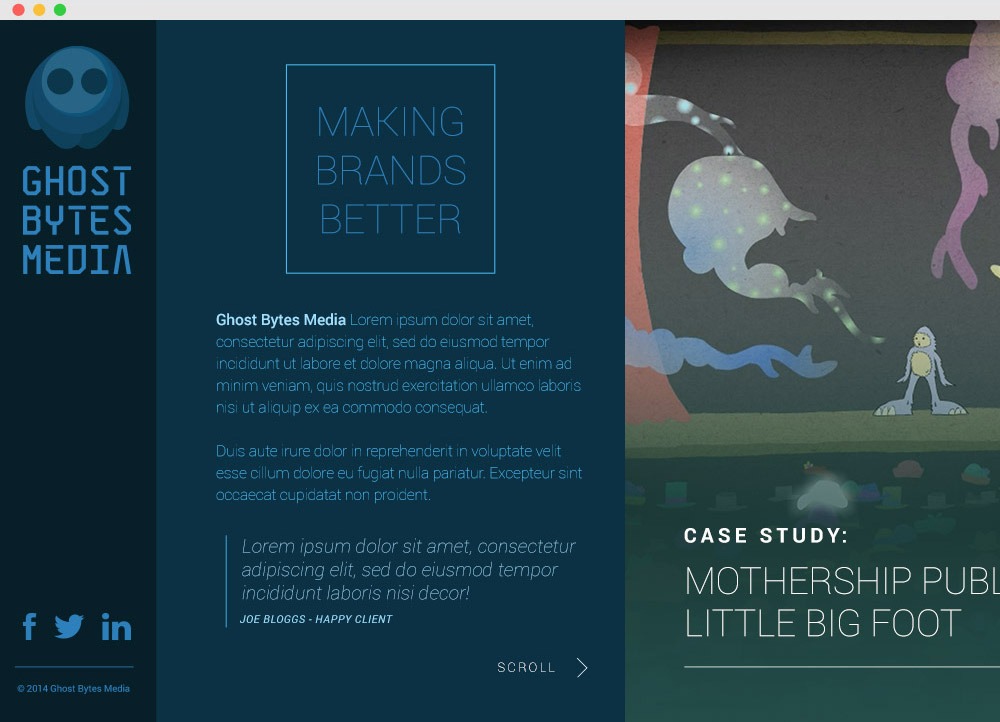 GHOST
BYTES
MEDIA
© 2014 Ghost Bytes Media
MAKING
BRANDS
BETTER
Ghost Bytes Media Lorem ipsum dolor sit amet,
consectetur adipiscing elit, sed do eiusmod tempor
incididunt ut labore et dolore magna aliqua. Ut enim ad
minim veniam, quis nostrud exercitation ullamco laboris
nisi ut aliquip ex ea commodo consequat.
Duis aute irure dolor in reprehenderit in voluptate velit
esse cillum dolore eu fugiat nulla pariatur. Excepteur sint
occaecat cupidatat non proident.
Lorem ipsum dolor sit amet, consectetur
adipiscing elit, sed do eiusmod tempor
incididunt laboris nisi decor!
JOE BLOGGS - HAPPY CLIENT
SCROLL
CASE STUDY:
MOTHERSHIP PUBL
LITTLE BIG FOOT